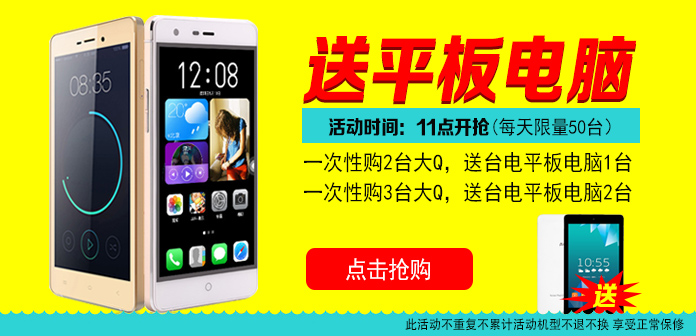 08:35
12:08
送平板电脑
活动时间：11点开抢(每天限量50台)
一次性购2台大Q，送台电平板电脑1台
一次性购3台大Q，送台电平板电脑2台
点击抢购
10:55
送
此活动不重复不累计活动机型不退不换 享受正常保修